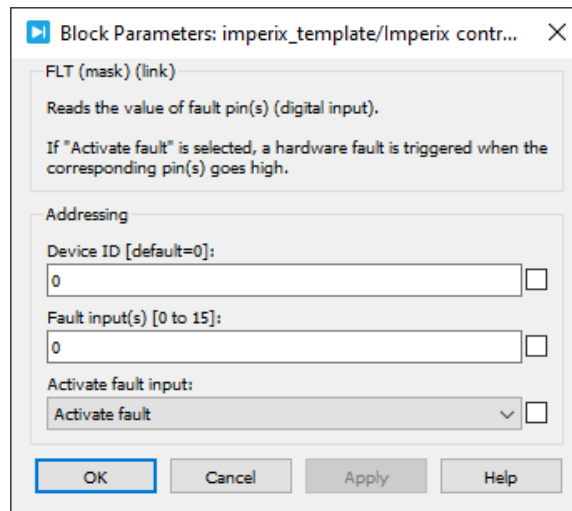 Block Parameters: imperix_template/Imperix contr...
FLT (mask) (link)
Reads the value of fault pin(s) (digital input).
If "Activate fault" is selected, a hardware fault is triggered when the
corresponding pin(s) goes high.
Addressing
Device ID [default=0]:
0
Fault input(s) [0 to 15]:
0
Activate fault input:
Activate fault
OK Cancel Apply Help